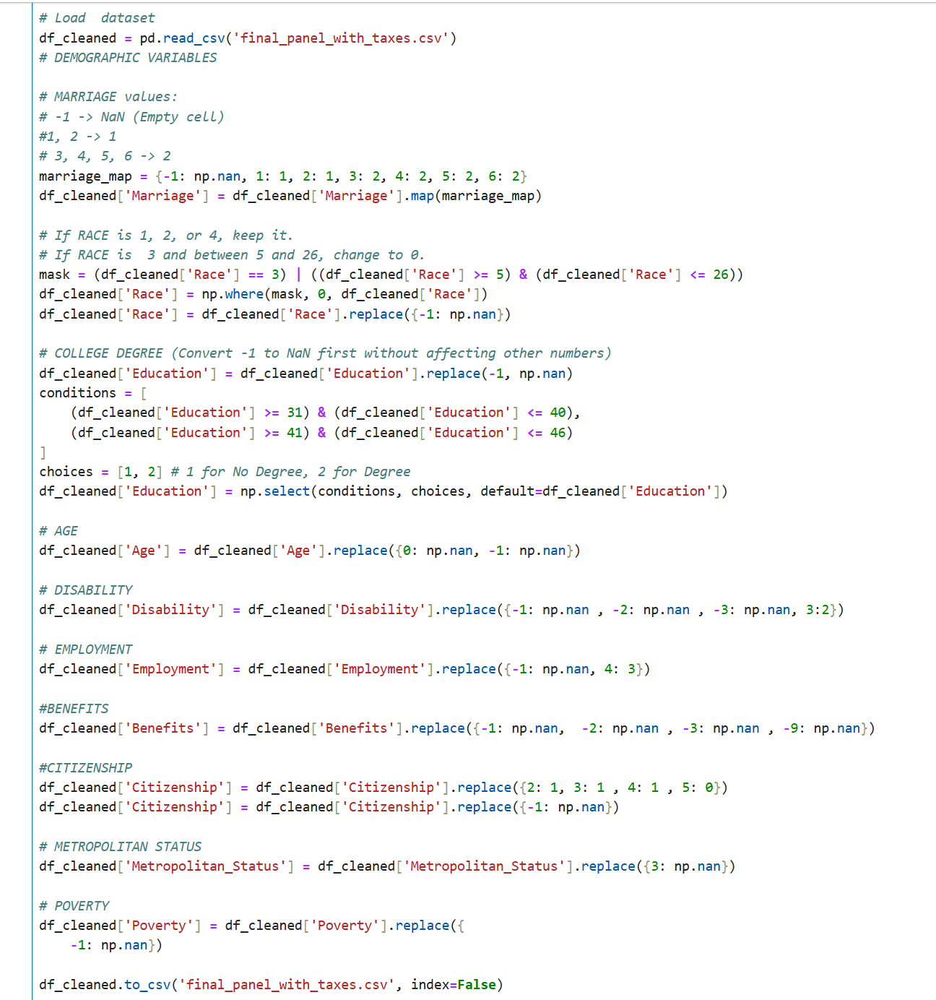 # Load  dataset
df_cleaned = pd.read_csv('final_panel_with_taxes.csv')
# DEMOGRAPHIC VARIABLES
# MARRIAGE values:
# -1 -> NaN (Empty cell)
#1, 2 -> 1
# 3, 4, 5, 6 -> 2
marriage_map = {-1: np.nan, 1: 1, 2: 1, 3: 2, 4: 2, 5: 2, 6: 2}
df_cleaned['Marriage'] = df_cleaned['Marriage'].map(marriage_map)
# If RACE is 1, 2, or 4, keep it.
# If RACE is  3 and between 5 and 26, change to 0.
mask = (df_cleaned['Race'] == 3) | ((df_cleaned['Race'] >= 5) & (df_cleaned['Race'] <= 26))
df_cleaned['Race'] = np.where(mask, 0, df_cleaned['Race'])
df_cleaned['Race'] = df_cleaned['Race'].replace({-1: np.nan})
# COLLEGE DEGREE (Convert -1 to NaN first without affecting other numbers)
df_cleaned['Education'] = df_cleaned['Education'].replace(-1, np.nan)
conditions = [
    (df_cleaned['Education'] >= 31) & (df_cleaned['Education'] <= 40),
    (df_cleaned['Education'] >= 41) & (df_cleaned['Education'] <= 46)
]
choices = [1, 2] # 1 for No Degree, 2 for Degree
df_cleaned['Education'] = np.select(conditions, choices, default=df_cleaned['Education'])
# AGE
df_cleaned['Age'] = df_cleaned['Age'].replace({0: np.nan, -1: np.nan})
# DISABILITY
df_cleaned['Disability'] = df_cleaned['Disability'].replace({-1: np.nan , -2: np.nan , -3: np.nan, 3:2})
# EMPLOYMENT
df_cleaned['Employment'] = df_cleaned['Employment'].replace({-1: np.nan, 4: 3})
#BENEFITS
df_cleaned['Benefits'] = df_cleaned['Benefits'].replace({-1: np.nan,  -2: np.nan , -3: np.nan , -9: np.nan})
#CITIZENSHIP
df_cleaned['Citizenship'] = df_cleaned['Citizenship'].replace({2: 1, 3: 1 , 4: 1 , 5: 0})
df_cleaned['Citizenship'] = df_cleaned['Citizenship'].replace({-1: np.nan})
# METROPOLITAN STATUS
df_cleaned['Metropolitan_Status'] = df_cleaned['Metropolitan_Status'].replace({3: np.nan})
# POVERTY
df_cleaned['Poverty'] = df_cleaned['Poverty'].replace({
    -1: np.nan})
df_cleaned.to_csv('final_panel_with_taxes.csv', index=False)